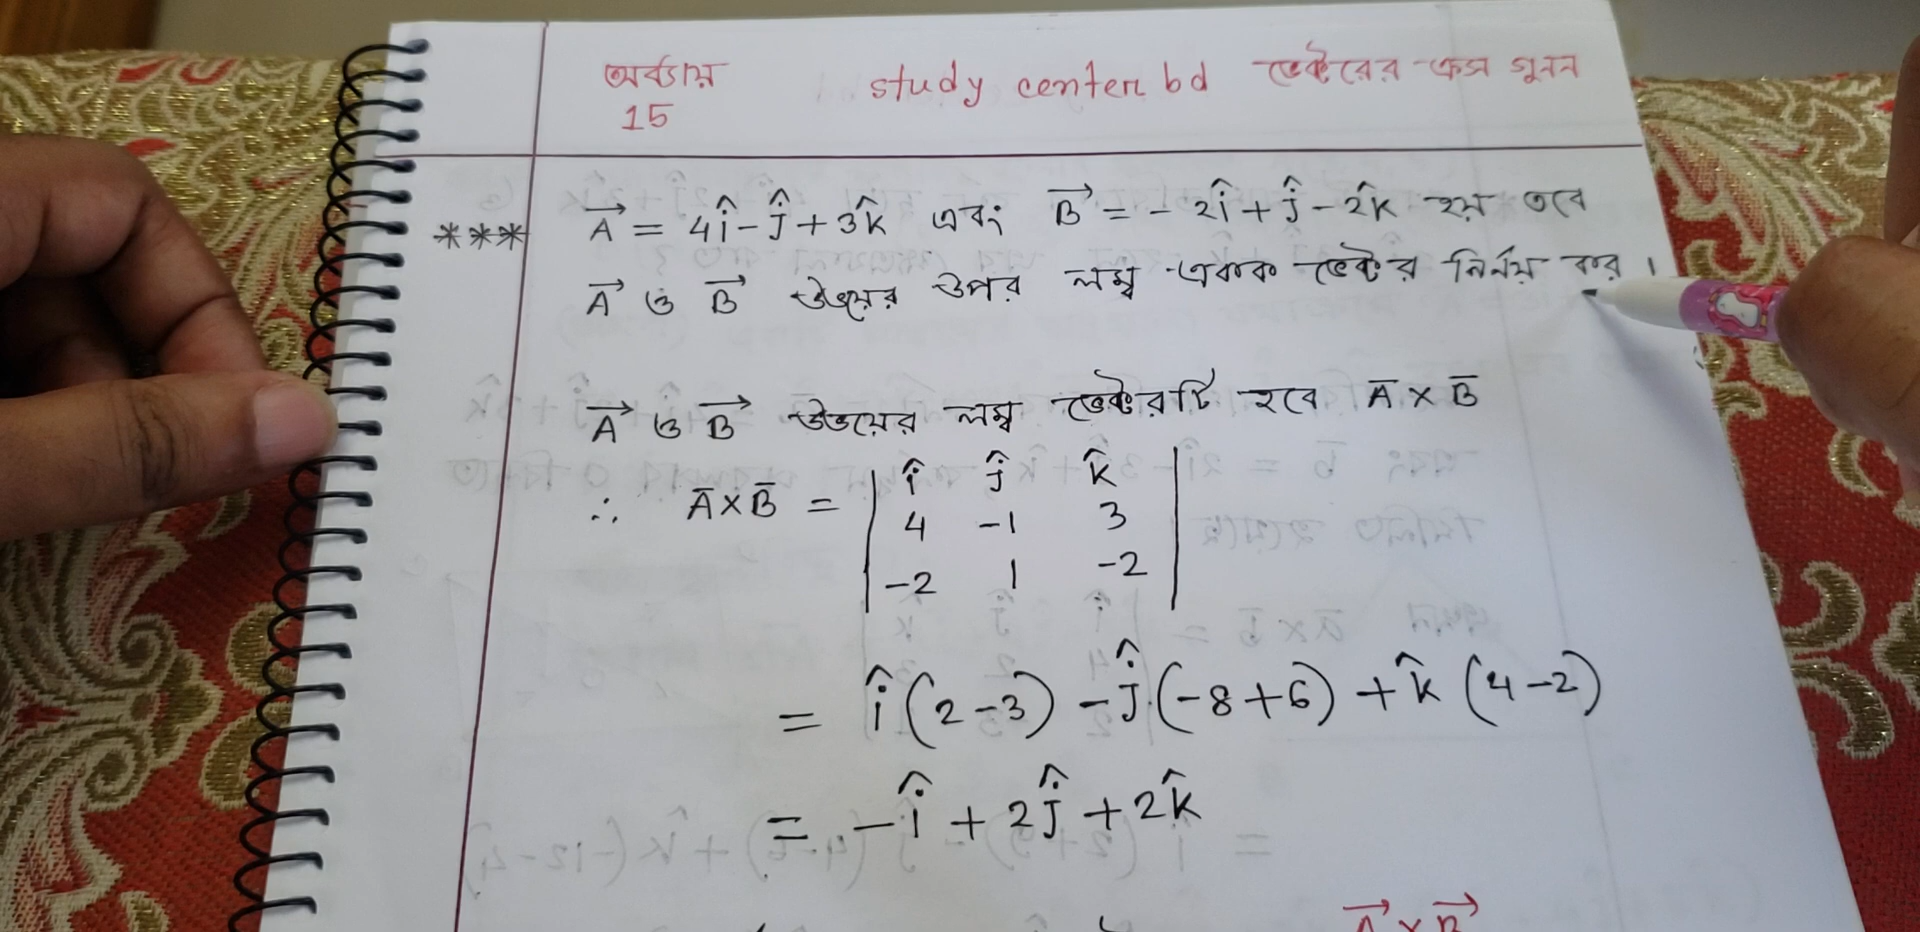 অধ্যায় study center bd ভেক্টরের ক্রস গুনন
15
*** A⃗ = 4î - ĵ + 3k̂ এবং B⃗ = - 2î + ĵ - 2k̂ হয় তবে
A⃗ ও B⃗ উভয়ের উপর লম্ব একক ভেক্টর নির্নয় কর।
A⃗ ও B⃗ উভয়ের লম্ব ভেক্টরটি হবে A̅ × B̅
∴ A̅ × B̅ = | î ĵ k̂ |
4 -1 3
-2 1 -2
= î (2-3) - ĵ (-8+6) + k̂ (4-2)
= - î + 2ĵ + 2k̂